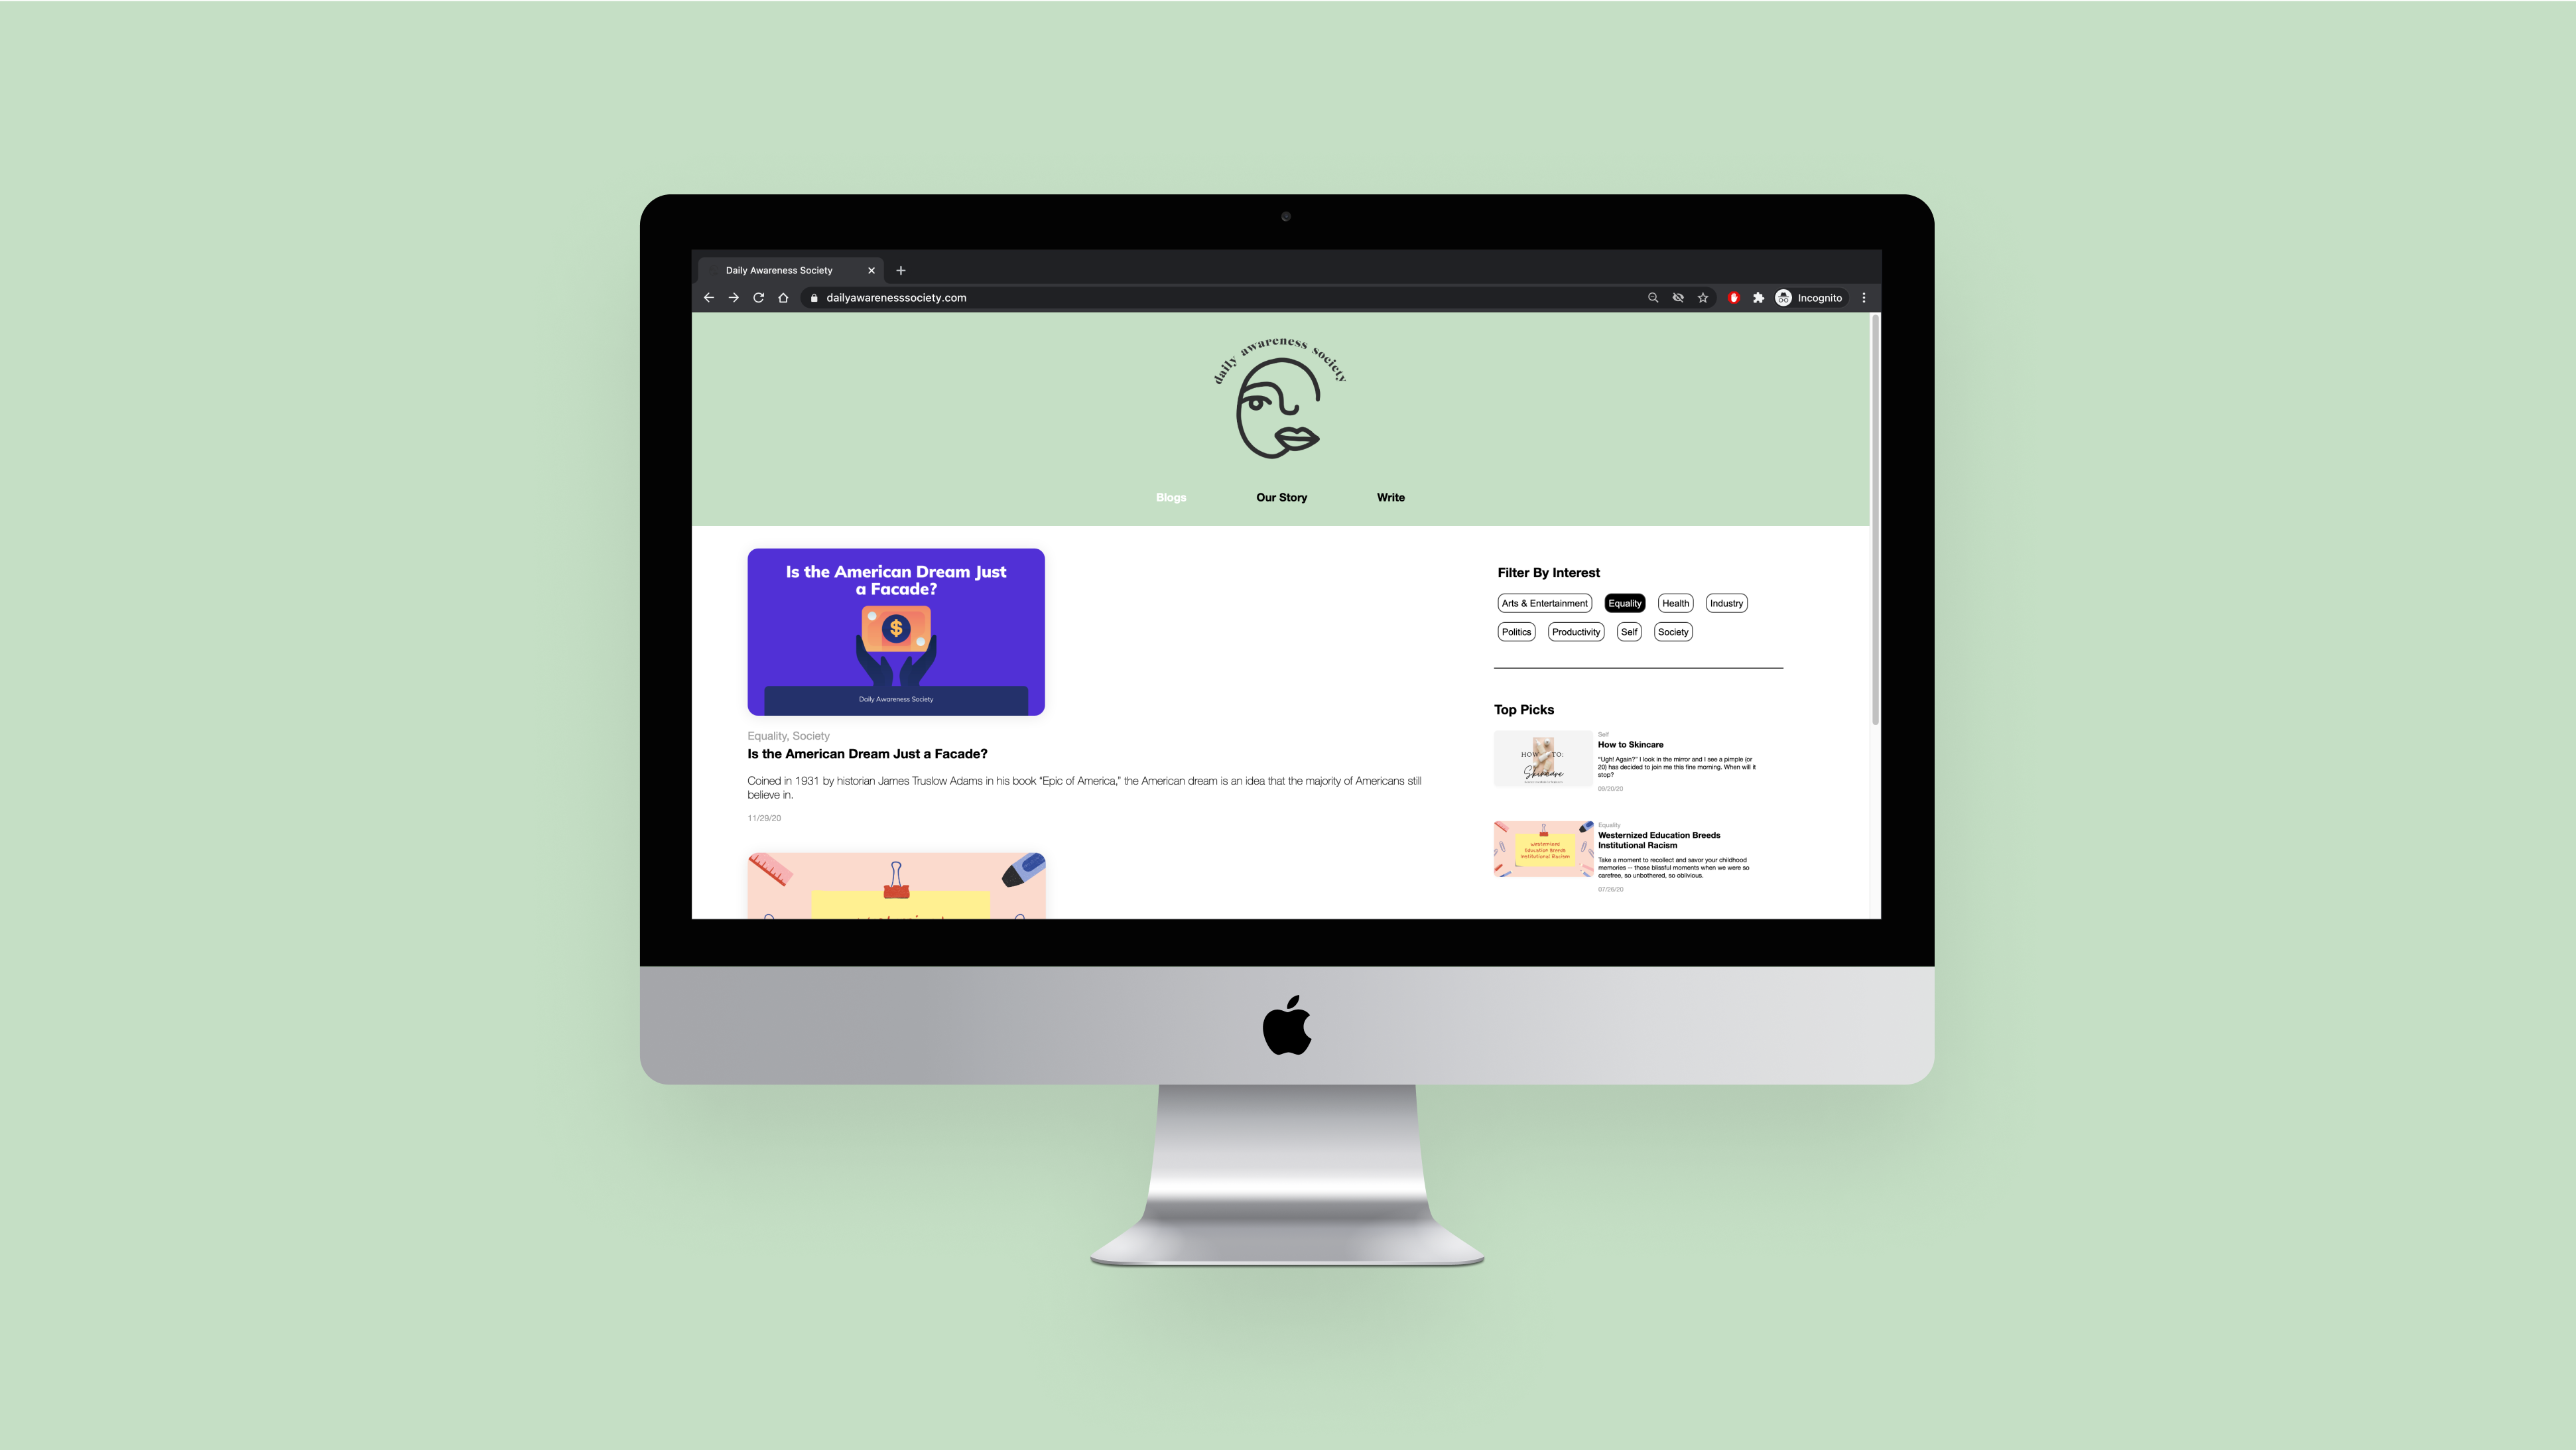 Daily Awareness Society
dailyawarenesssociety.com
Incognito
daily awareness society
Blogs
Our Story
Write
Is the American Dream Just
a Facade?
$
Daily Awareness Society
Equality, Society
Is the American Dream Just a Facade?
Coined in 1931 by historian James Truslow Adams in his book “Epic of America,” the American dream is an idea that the majority of Americans still
believe in.
11/29/20
Filter By Interest
Arts & Entertainment
Equality
Health
Industry
Politics
Productivity
Self
Society
Top Picks
Self
How to Skincare
"Ugh! Again?" I look in the mirror and I see a pimple (or
20) has decided to join me this fine morning. When will it
stop?
09/20/20
HOW TO:
Skincare
Equality
Westernized Education Breeds
Institutional Racism
Take a moment to recollect and savor your childhood
memories -- those blissful moments when we were so
carefree, so unbothered, so oblivious.
07/26/20
Westernized
Education Breeds
Institutional Racism